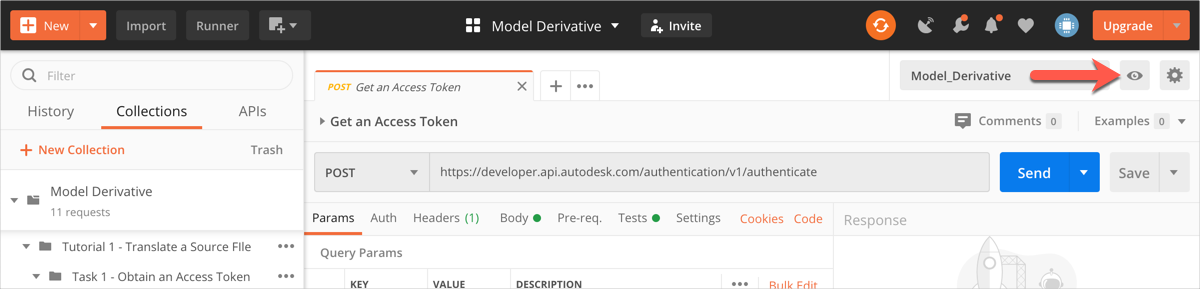 New Import Runner Model Derivative Invite Upgrade
Filter
History Collections APIs
New Collection Trash
Model Derivative
11 requests
Tutorial 1 - Translate a Source FIle •••
Task 1 - Obtain an Access Token •••
POST Get an Access Token •••
Model_Derivative
Get an Access Token Comments 0 Examples 0
POST https://developer.api.autodesk.com/authentication/v1/authenticate Send Save
Params Auth Headers (1) Body Pre-req. Tests Settings Cookies Code Response
Query Params
KEY VALUE DESCRIPTION ••• Bulk Edit